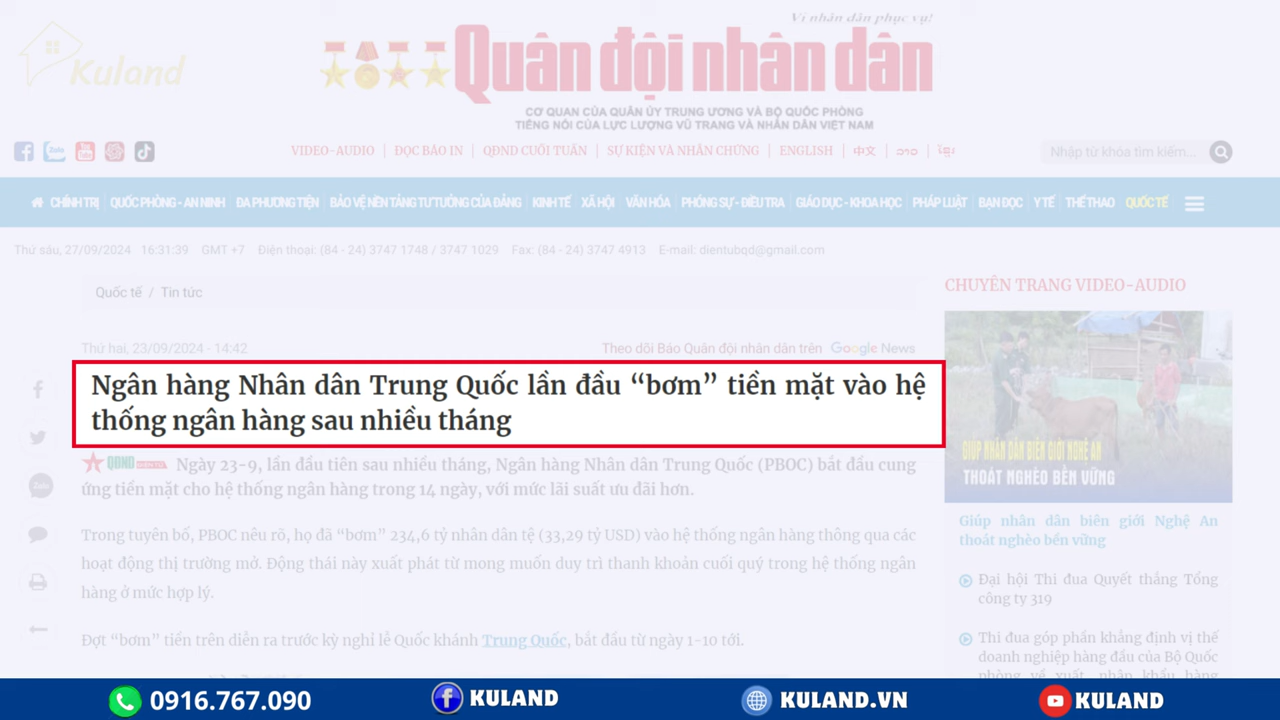 Kuland
Vì nhân dân phục vụ!
Quân đội nhân dân
CƠ QUAN CỦA QUÂN ỦY TRUNG ƯƠNG VÀ BỘ QUỐC PHÒNG
TIẾNG NÓI CỦA LỰC LƯỢNG VŨ TRANG VÀ NHÂN DÂN VIỆT NAM
VIDEO-AUDIO | ĐỌC BÁO IN | QĐND CUỐI TUẦN | SỰ KIỆN VÀ NHÂN CHỨNG | ENGLISH | 中文 | ລາວ | ខ្មែរ
Nhập từ khóa tìm kiếm...
CHÍNH TRỊ QUỐC PHÒNG - AN NINH ĐA PHƯƠNG TIỆN BẢO VỆ NỀN TẢNG TƯ TƯỞNG CỦA ĐẢNG KINH TẾ XÃ HỘI VĂN HÓA PHÓNG SỰ - ĐIỀU TRA GIÁO DỤC - KHOA HỌC PHÁP LUẬT BẠN ĐỌC Y TẾ THỂ THAO QUỐC TẾ
Thứ sáu, 27/09/2024 16:31:39 GMT +7 Điện thoại: (84 - 24) 3747 1748 / 3747 1029 Fax: (84 - 24) 3747 4913 E-mail: dientubqd@gmail.com
Quốc tế / Tin tức
Thứ hai, 23/09/2024 - 14:42
Theo dõi Báo Quân đội nhân dân trên Google News
Ngân hàng Nhân dân Trung Quốc lần đầu “bơm” tiền mặt vào hệ
thống ngân hàng sau nhiều tháng
QĐND Ngày 23-9, lần đầu tiên sau nhiều tháng, Ngân hàng Nhân dân Trung Quốc (PBOC) bắt đầu cung
ứng tiền mặt cho hệ thống ngân hàng trong 14 ngày, với mức lãi suất ưu đãi hơn.
Trong tuyên bố, PBOC nêu rõ, họ đã “bơm” 234,6 tỷ nhân dân tệ (33,29 tỷ USD) vào hệ thống ngân hàng thông qua các
hoạt động thị trường mở. Động thái này xuất phát từ mong muốn duy trì thanh khoản cuối quý trong hệ thống ngân
hàng ở mức hợp lý.
Đợt “bơm” tiền trên diễn ra trước kỳ nghỉ lễ Quốc khánh Trung Quốc, bắt đầu từ ngày 1-10 tới.
CHUYÊN TRANG VIDEO-AUDIO
GIÚP NHÂN DÂN BIÊN GIỚI NGHỆ AN
THOÁT NGHÈO BỀN VỮNG
Giúp nhân dân biên giới Nghệ An
thoát nghèo bền vững
Đại hội Thi đua Quyết thắng Tổng
công ty 319
Thi đua góp phần khẳng định vị thế
doanh nghiệp hàng đầu của Bộ Quốc
phòng về xuất, nhập khẩu hàng
0916.767.090
KULAND
KULAND.VN
KULAND